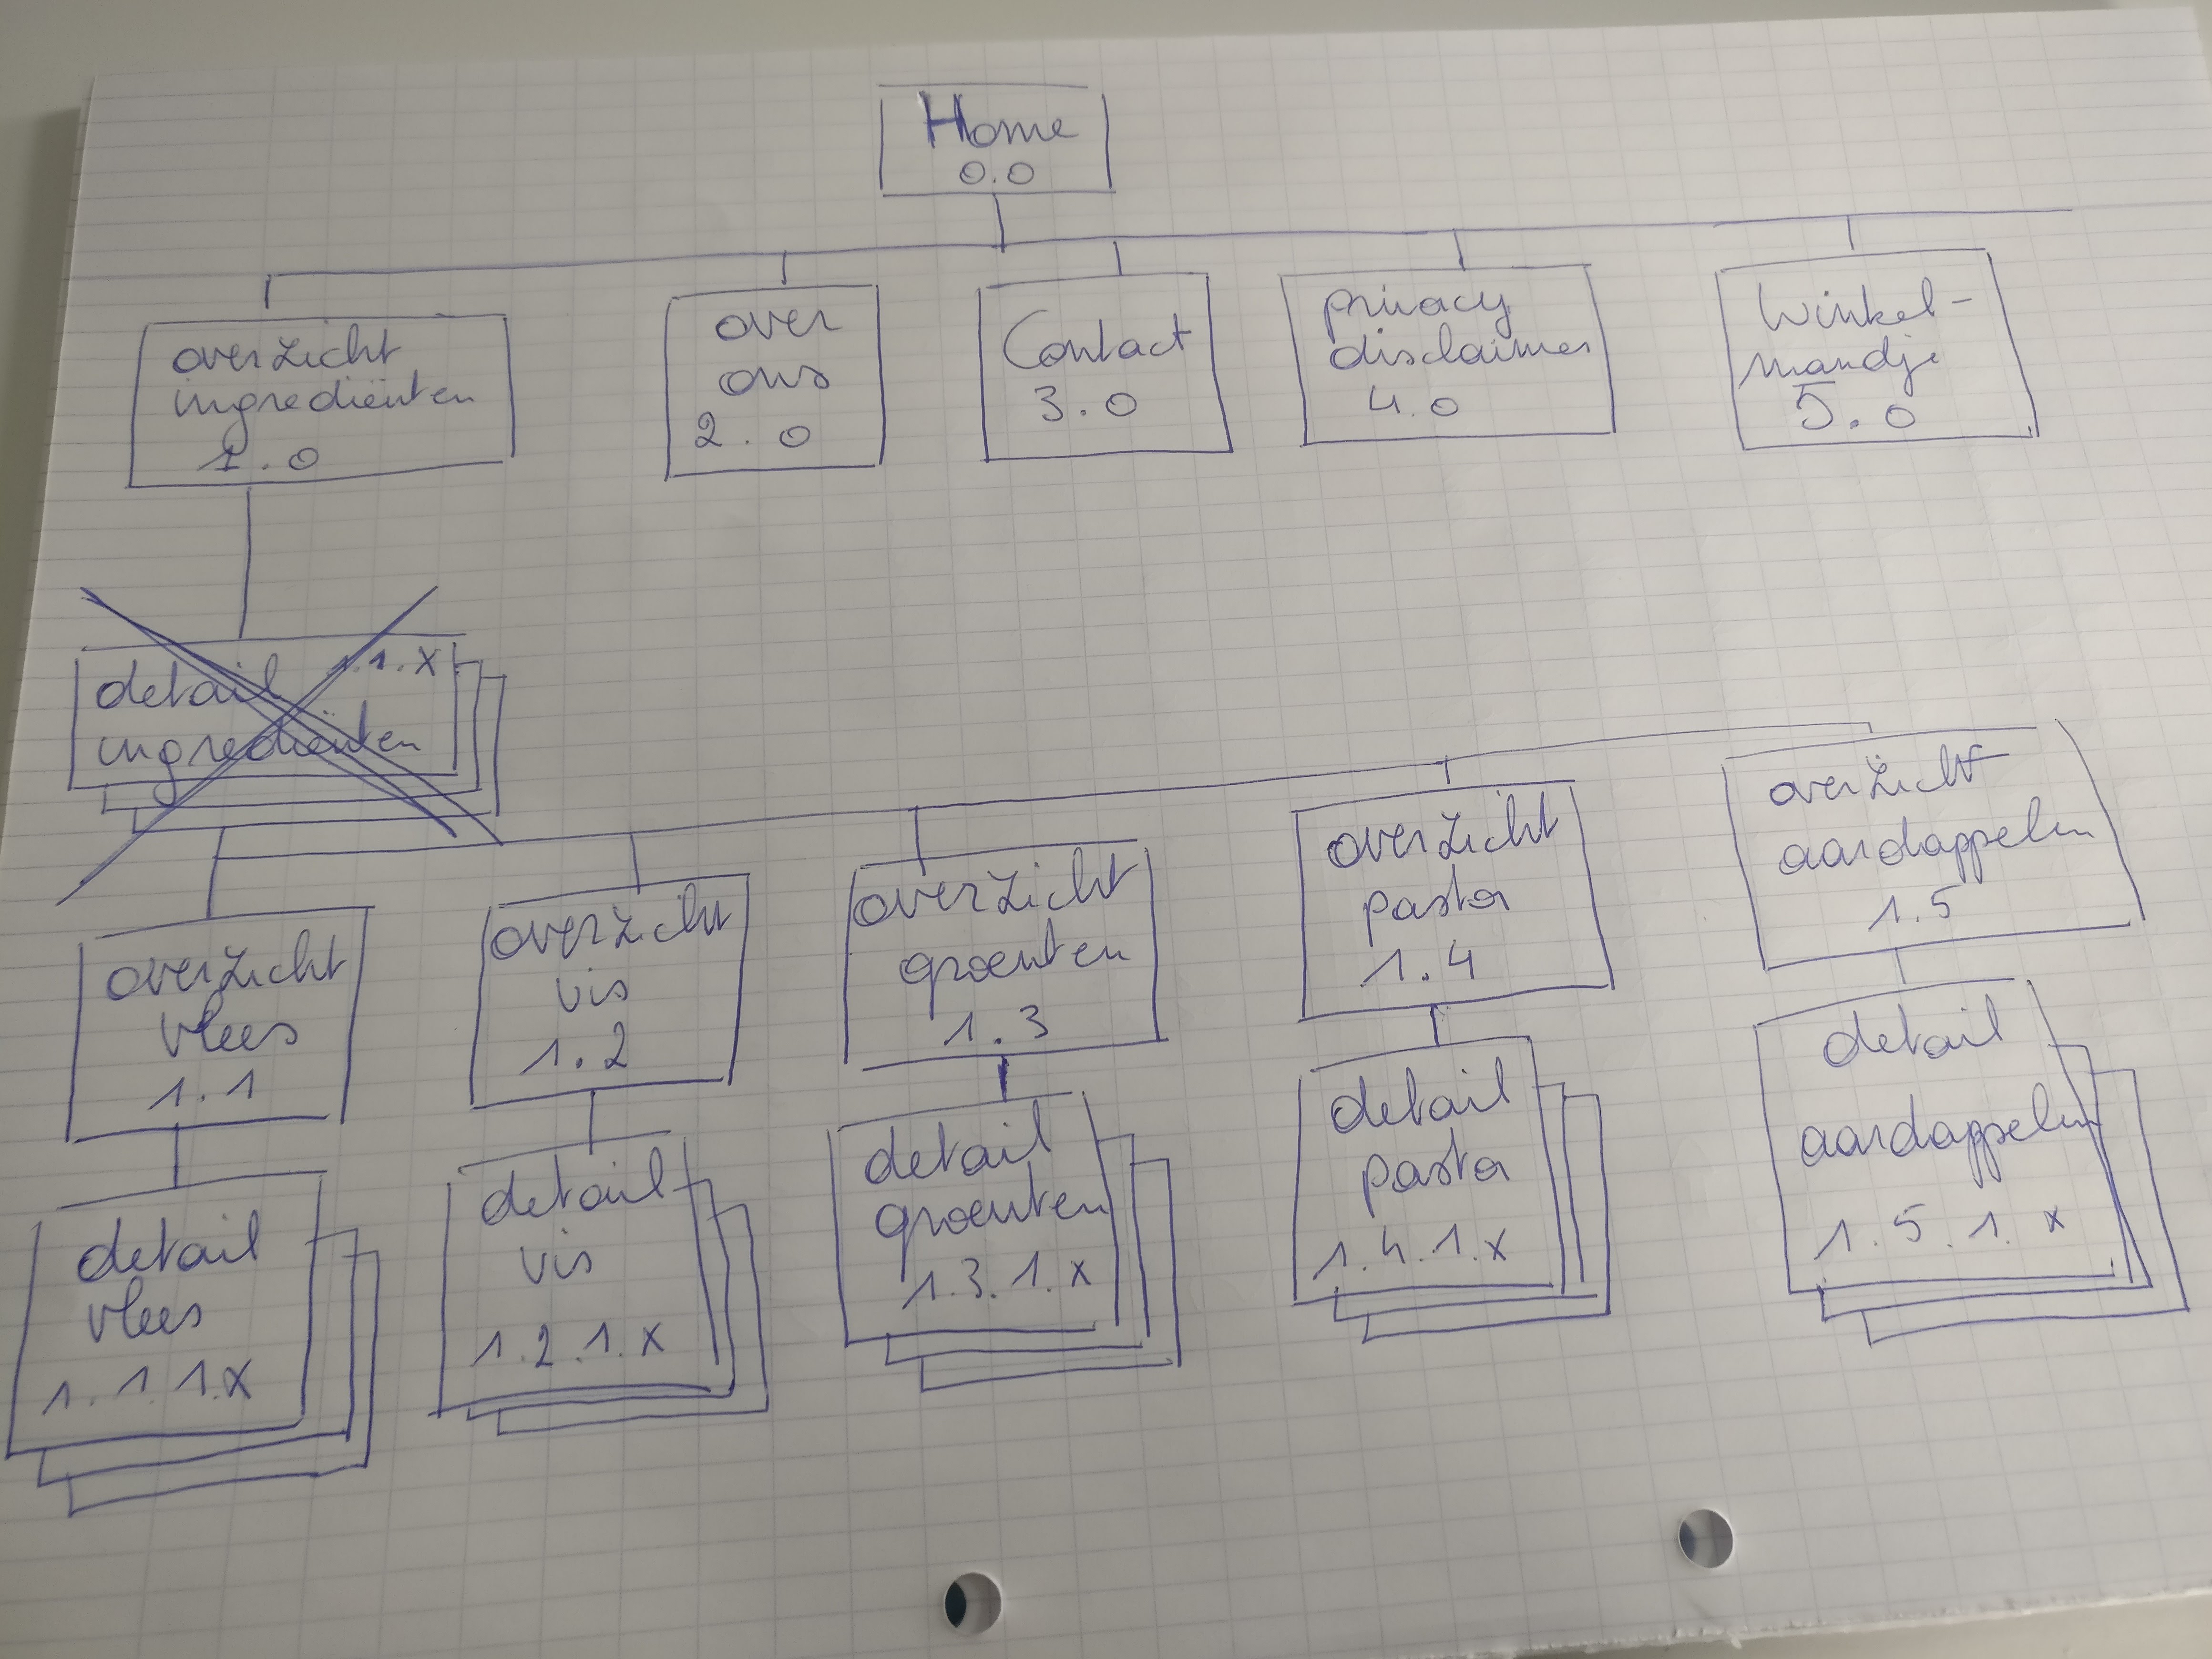 Home
0.0
overzicht
ingrediënten
1.0
over
ons
2.0
Contact
3.0
privacy
disclaimer
4.0
Winkel-
mandje
5.0
detail 1.1.x
ingrediënten
overzicht
vlees
1.1
overzicht
vis
1.2
overzicht
groenten
1.3
overzicht
pasta
1.4
overzicht
aardappelen
1.5
detail
vlees
1.1.1.x
detail
vis
1.2.1.x
detail
groenten
1.3.1.x
detail
pasta
1.4.1.x
detail
aardappelen
1.5.1.x